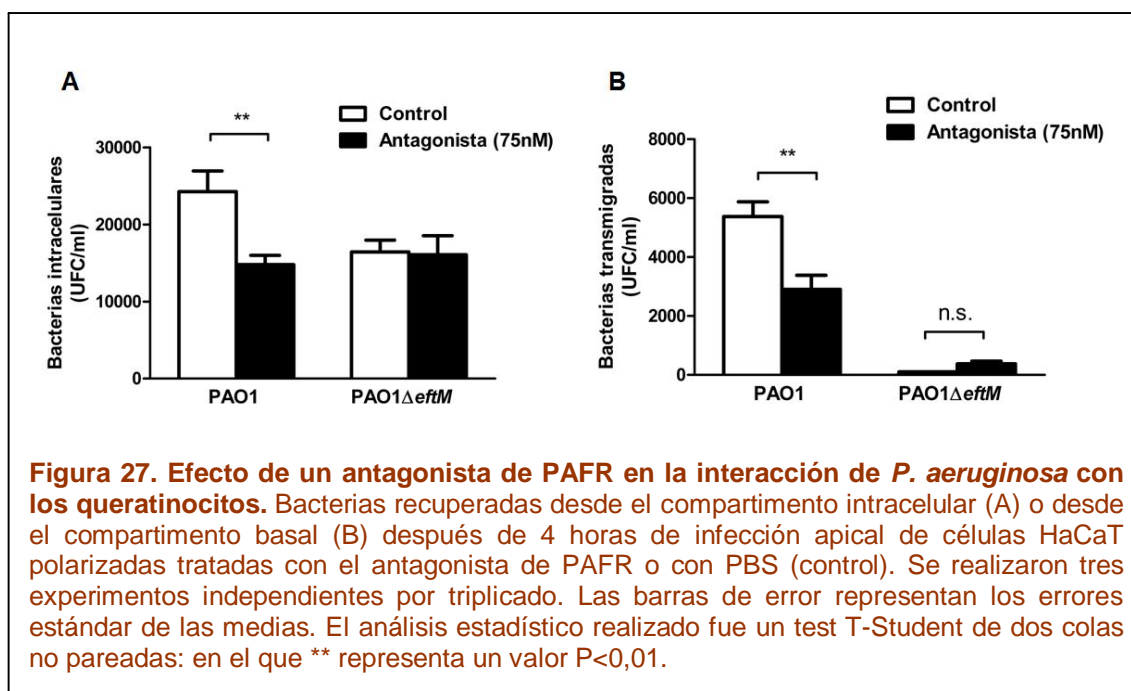 A
Control
Antagonista (75nM)
**
30000
20000
10000
0
Bacterias intracelulares
(UFC/ml)
PAO1
PAO1ΔeftM
B
Control
Antagonista (75nM)
8000
6000
4000
2000
0
Bacterias transmigradas
(UFC/ml)
**
n.s.
PAO1
PAO1ΔeftM
Figura 27. Efecto de un antagonista de PAFR en la interacción de P. aeruginosa con
los queratinocitos. Bacterias recuperadas desde el compartimento intracelular (A) o desde
el compartimento basal (B) después de 4 horas de infección apical de células HaCaT
polarizadas tratadas con el antagonista de PAFR o con PBS (control). Se realizaron tres
experimentos independientes por triplicado. Las barras de error representan los errores
estándar de las medias. El análisis estadístico realizado fue un test T-Student de dos colas
no pareadas: en el que ** representa un valor P<0,01.